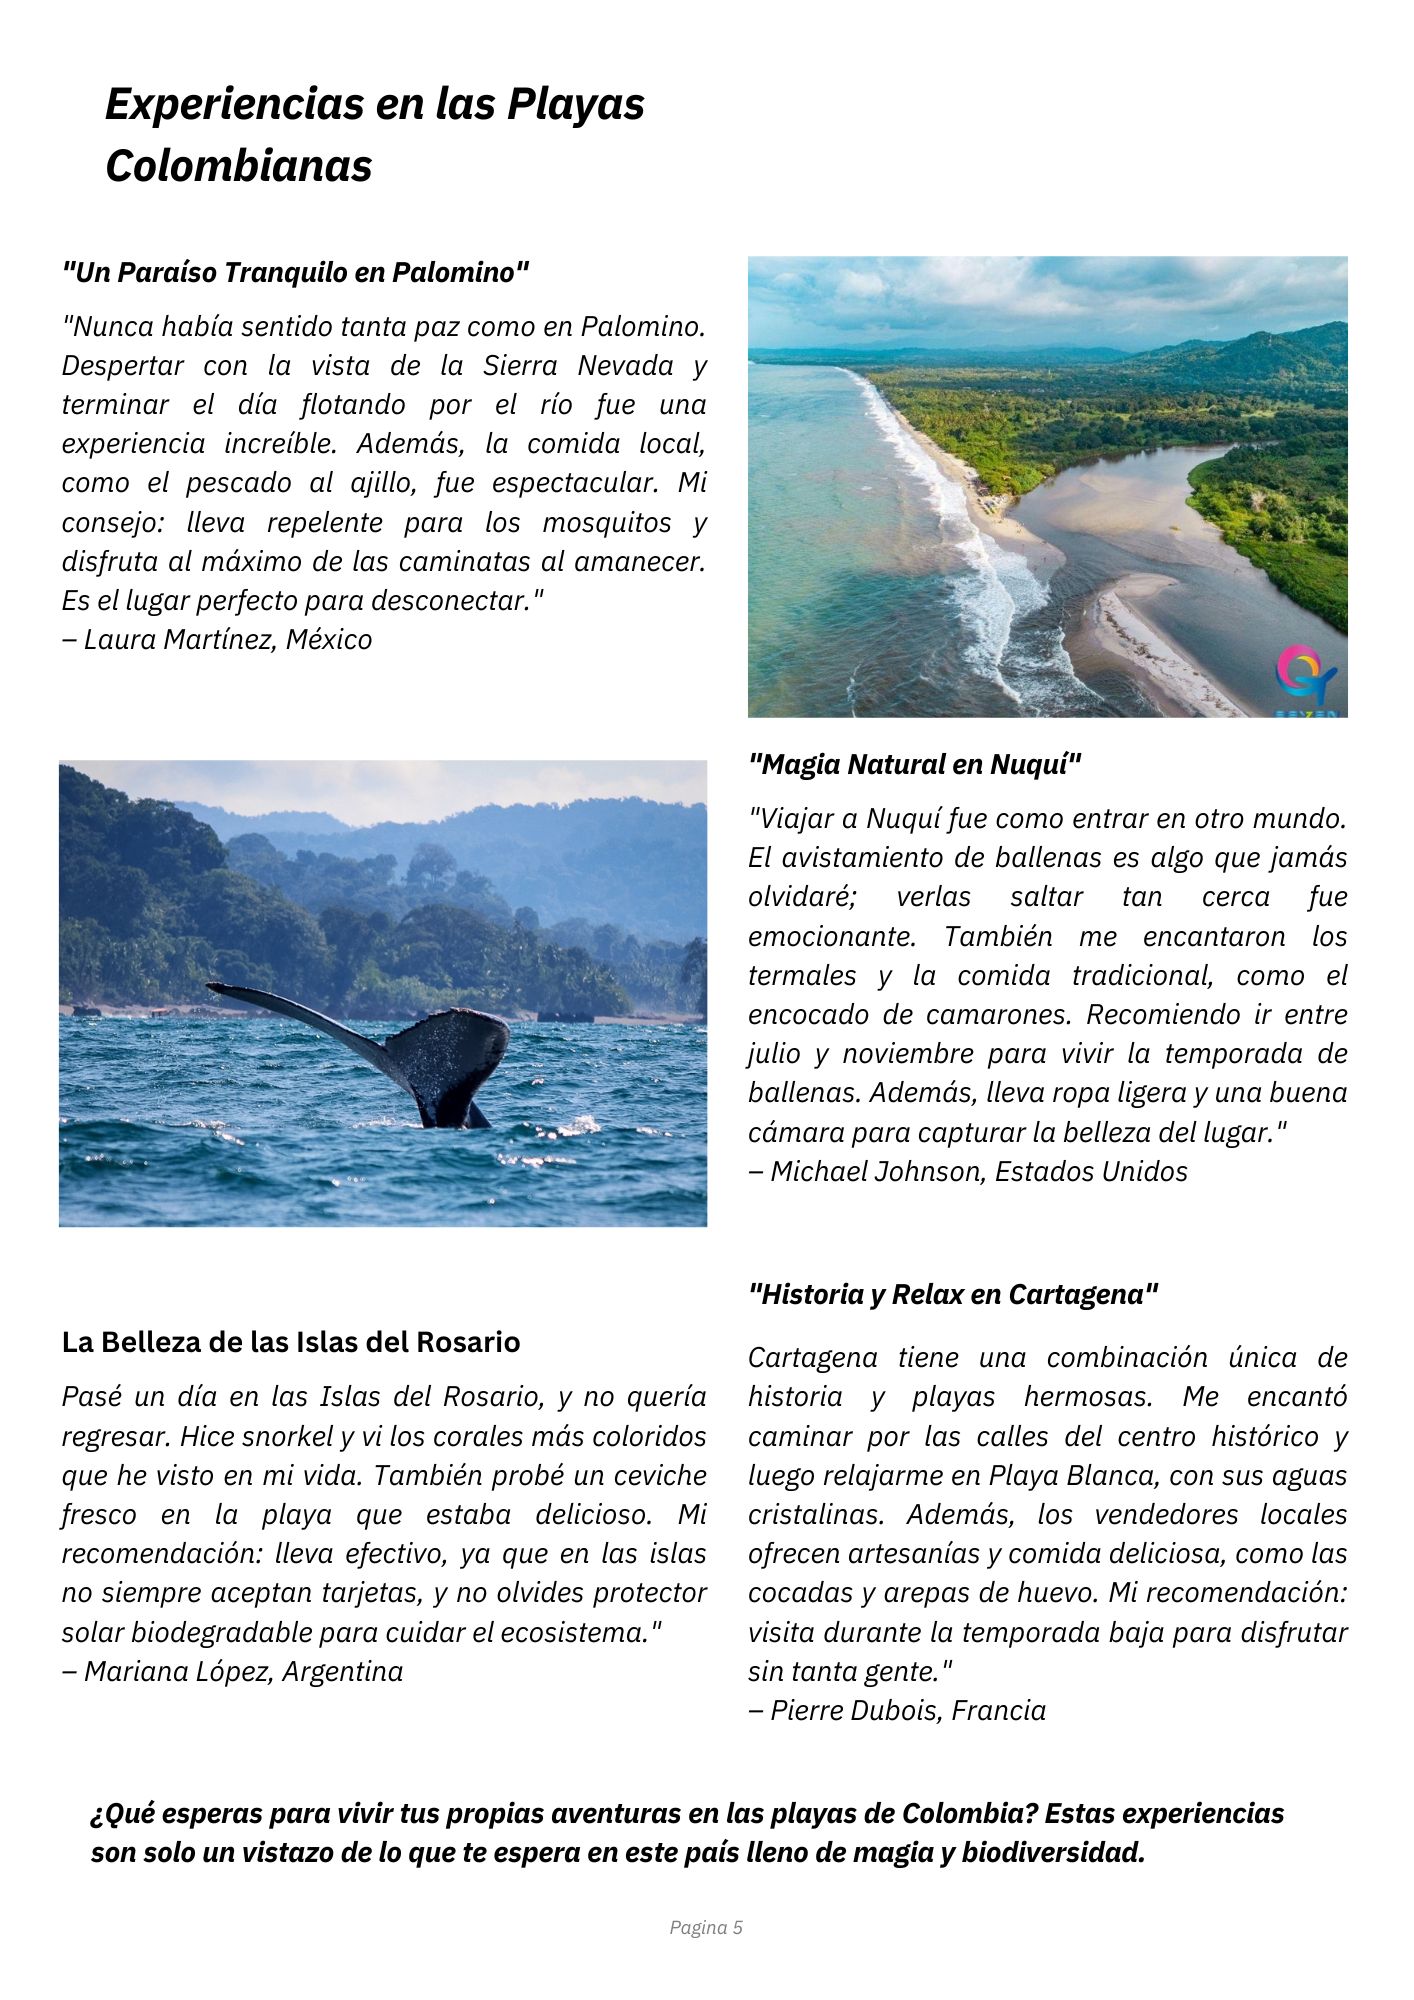 Experiencias en las Playas
Colombianas
"Un Paraíso Tranquilo en Palomino"
"Nunca había sentido tanta paz como en Palomino.
Despertar con la vista de la Sierra Nevada y
terminar el día flotando por el río fue una
experiencia increíble. Además, la comida local,
como el pescado al ajillo, fue espectacular. Mi
consejo: lleva repelente para los mosquitos y
disfruta al máximo de las caminatas al amanecer.
Es el lugar perfecto para desconectar."
– Laura Martínez, México
"Magia Natural en Nuquí"
"Viajar a Nuquí fue como entrar en otro mundo.
El avistamiento de ballenas es algo que jamás
olvidaré; verlas saltar tan cerca fue
emocionante. También me encantaron los
termales y la comida tradicional, como el
encocado de camarones. Recomiendo ir entre
julio y noviembre para vivir la temporada de
ballenas. Además, lleva ropa ligera y una buena
cámara para capturar la belleza del lugar."
– Michael Johnson, Estados Unidos
La Belleza de las Islas del Rosario
Pasé un día en las Islas del Rosario, y no quería
regresar. Hice snorkel y vi los corales más coloridos
que he visto en mi vida. También probé un ceviche
fresco en la playa que estaba delicioso. Mi
recomendación: lleva efectivo, ya que en las islas
no siempre aceptan tarjetas, y no olvides protector
solar biodegradable para cuidar el ecosistema."
– Mariana López, Argentina
"Historia y Relax en Cartagena"
Cartagena tiene una combinación única de
historia y playas hermosas. Me encantó
caminar por las calles del centro histórico y
luego relajarme en Playa Blanca, con sus aguas
cristalinas. Además, los vendedores locales
ofrecen artesanías y comida deliciosa, como las
cocadas y arepas de huevo. Mi recomendación:
visita durante la temporada baja para disfrutar
sin tanta gente."
– Pierre Dubois, Francia
¿Qué esperas para vivir tus propias aventuras en las playas de Colombia? Estas experiencias
son solo un vistazo de lo que te espera en este país lleno de magia y biodiversidad.
Pagina 5